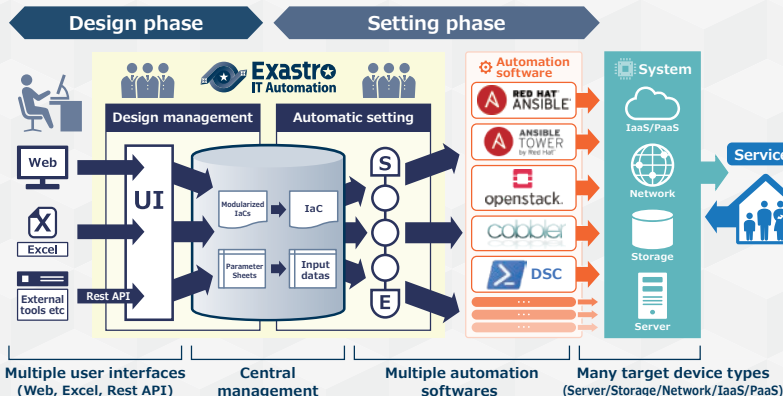 Design phase
Setting phase
Exastro
IT Automation
Automation
software
System
Design management
Automatic setting
RED HAT
ANSIBLE
ANSIBLE
TOWER
by Red Hat
openstack.
cobbler
DSC
IaaS/PaaS
Network
Storage
Server
Service
Web
X
Excel
External
tools etc
Rest API
UI
Modularized
IaCs
IaC
Parameter
Sheets
Input
datas
S
E
Multiple user interfaces
(Web, Excel, Rest API)
Central
management
Multiple automation
softwares
Many target device types
(Server/Storage/Network/IaaS/PaaS)